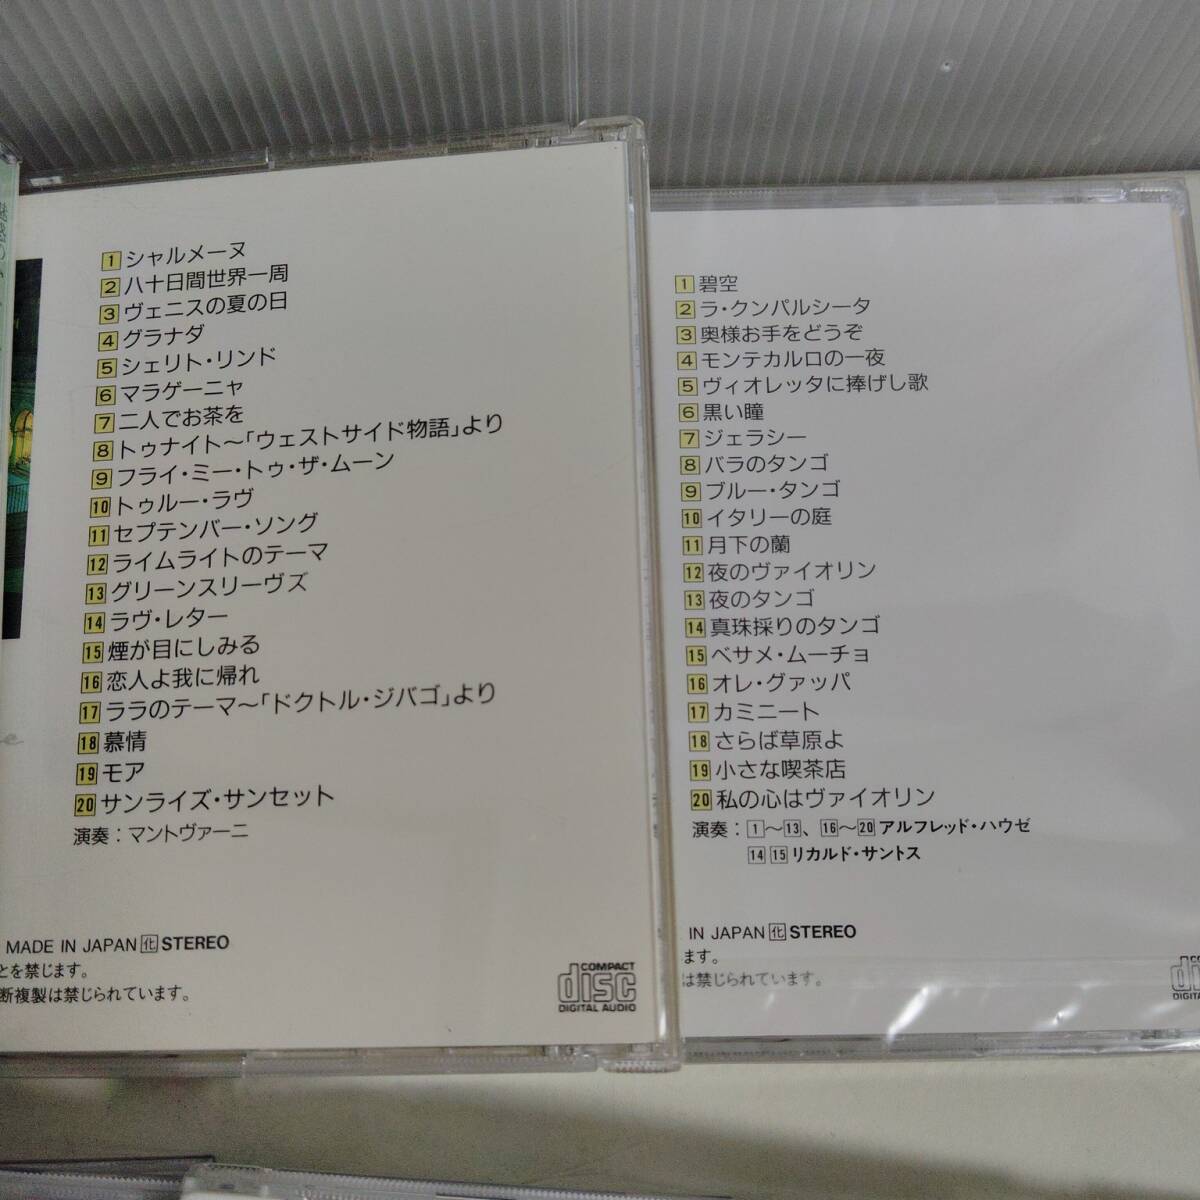 1 シャルメーヌ
2 八十日間世界一周
3 ヴェニスの夏の日
4 グラナダ
5 シェリト・リンド
6 マラゲーニャ
7 二人でお茶を
8 トゥナイト〜「ウェストサイド物語」より
9 フライ・ミー・トゥ・ザ・ムーン
10 トゥルー・ラヴ
11 セプテンバー・ソング
12 ライムライトのテーマ
13 グリーンスリーヴズ
14 ラヴ・レター
15 煙が目にしみる
16 恋人よ我に帰れ
17 ララのテーマ〜「ドクトル・ジバゴ」より
18 慕情
19 モア
20 サンライズ・サンセット
演奏：マントヴァーニ
MADE IN JAPAN 化 STEREO
とを禁じます。
断複製は禁じられています。
COMPACT
disc
DIGITAL AUDIO
1 碧空
2 ラ・クンパルシータ
3 奥様お手をどうぞ
4 モンテカルロの一夜
5 ヴィオレッタに捧げし歌
6 黒い瞳
7 ジェラシー
8 バラのタンゴ
9 ブルー・タンゴ
10 イタリーの庭
11 月下の蘭
12 夜のヴァイオリン
13 夜のタンゴ
14 真珠採りのタンゴ
15 ベサメ・ムーチョ
16 オレ・グァッパ
17 カミニート
18 さらば草原よ
19 小さな喫茶店
20 私の心はヴァイオリン
演奏：1〜13、16〜20 アルフレッド・ハウゼ
14 15 リカルド・サントス
IN JAPAN 化 STEREO
ます。
は禁じられています。